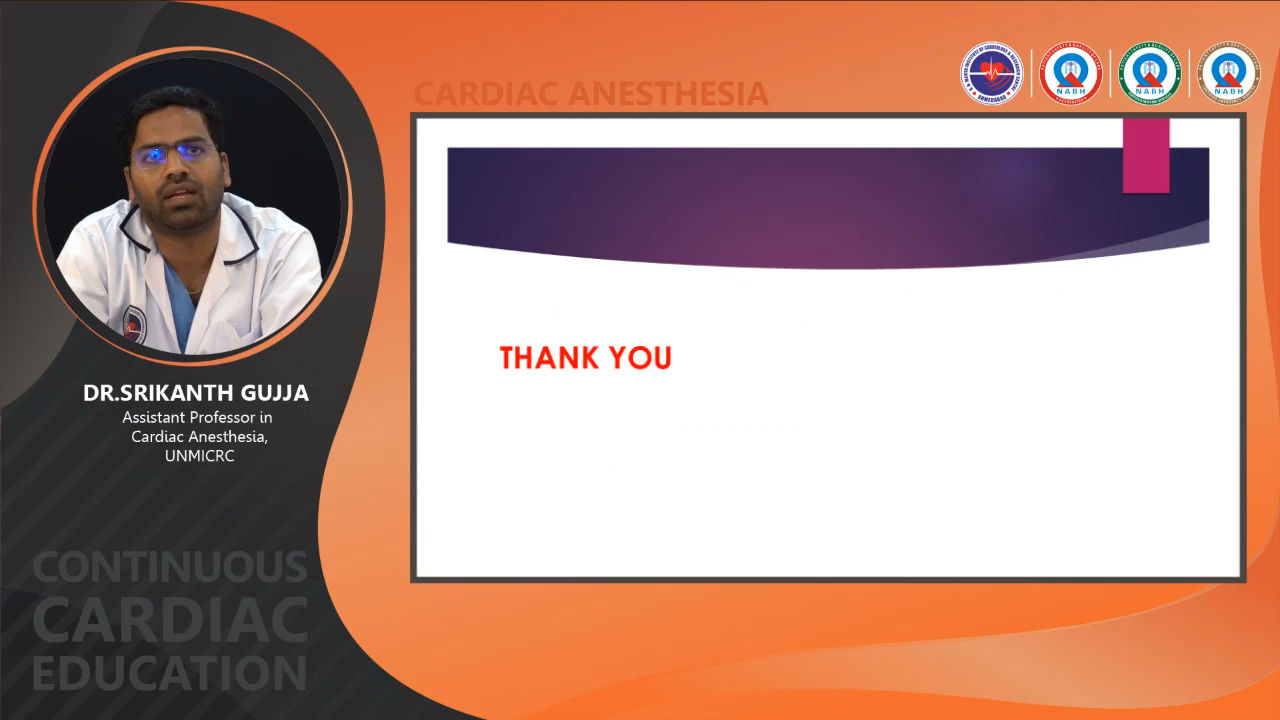 CARDIAC ANESTHESIA
NABH
NABH
NABH
THANK YOU
DR.SRIKANTH GUJJA
Assistant Professor in
Cardiac Anesthesia,
UNMICRC
CONTINUOUS
CARDIAC
EDUCATION